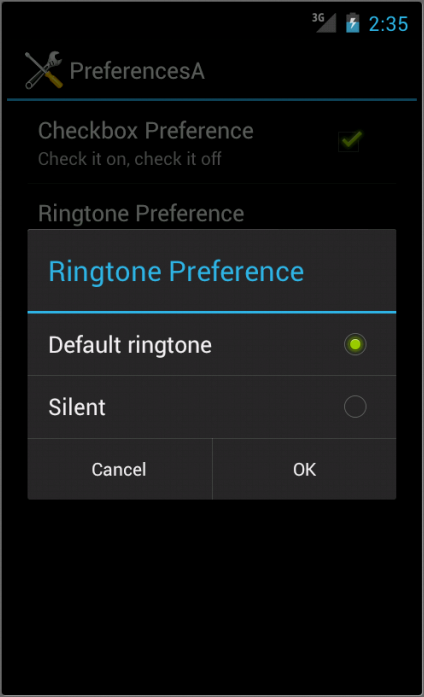 3G
2:35
PreferencesA
Checkbox Preference
Check it on, check it off
Ringtone Preference
Ringtone Preference
Default ringtone
Silent
Cancel OK